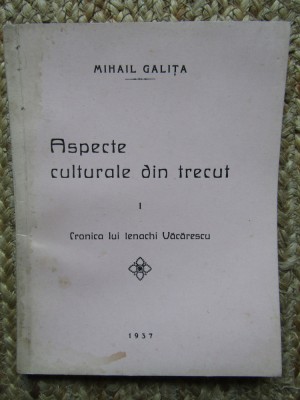 MIHAIL GALIȚA
Aspecte
culturale din trecut
I
Cronica lui Ienachi Văcărescu
1937